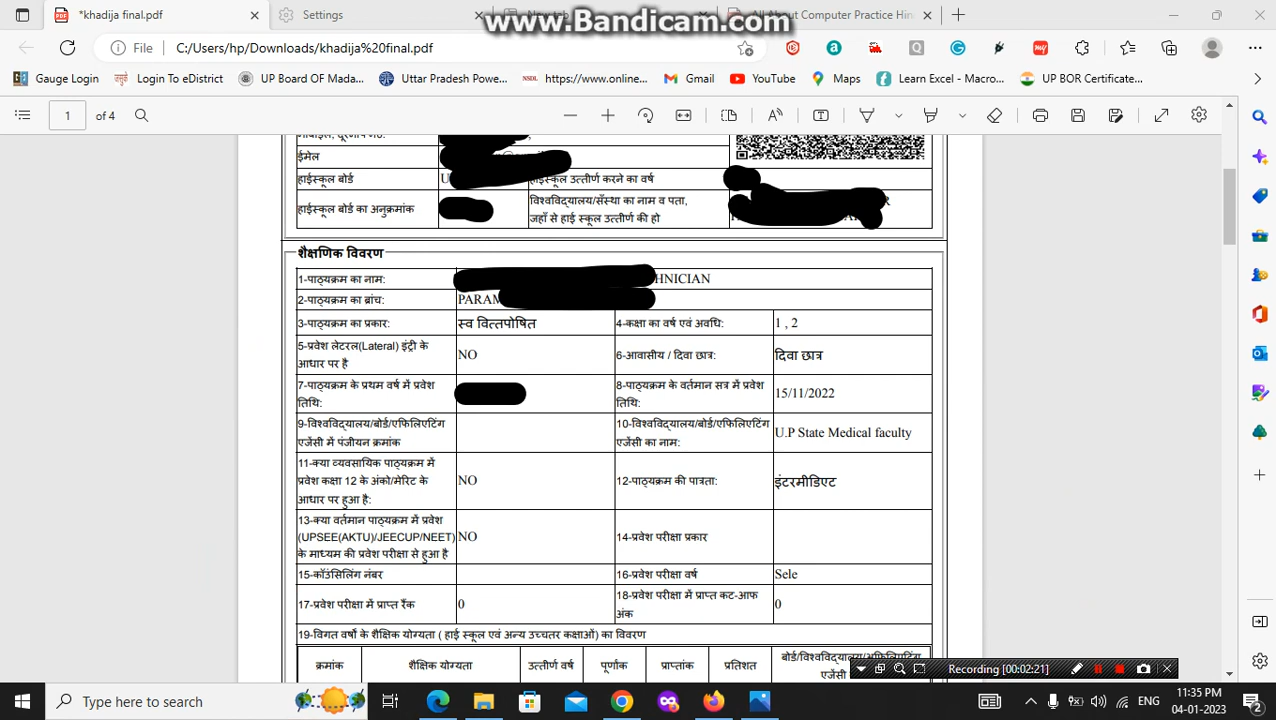 *khadija final.pdf
Settings
New tab
All About Computer Practice Hin
www.Bandicam.com
File
C:/Users/hp/Downloads/khadija%20final.pdf
Gauge Login
Login To eDistrict
UP Board OF Mada...
Uttar Pradesh Powe...
NSDL
https://www.online...
Gmail
YouTube
Maps
Learn Excel - Macro...
UP BOR Certificate...
1 of 4
ईमेल
हाईस्कूल बोर्ड
U
हाईस्कूल उत्तीर्ण करने का वर्ष
हाईस्कूल बोर्ड का अनुक्रमांक
विश्वविद्यालय/सँस्था का नाम व पता,
जहाँ से हाई स्कूल उत्तीर्ण की हो
R
शैक्षणिक विवरण
1-पाठ्यक्रम का नाम:
HNICIAN
2-पाठ्यक्रम का ब्रांच:
PARAM
3-पाठ्यक्रम का प्रकार:
स्व वित्तपोषित
4-कक्षा का वर्ष एवं अवधि:
1 , 2
5-प्रवेश लेटरल(Lateral) इंट्री के
आधार पर है
NO
6-आवासीय / दिवा छात्र:
दिवा छात्र
7-पाठ्यक्रम के प्रथम वर्ष में प्रवेश
तिथि:
8-पाठ्यक्रम के वर्तमान सत्र में प्रवेश
तिथि:
15/11/2022
9-विश्वविद्यालय/बोर्ड/एफिलिएटिंग
एजेंसी में पंजीयन क्रमांक
10-विश्वविद्यालय/बोर्ड/एफिलिएटिंग
एजेंसी का नाम:
U.P State Medical faculty
11-क्या व्यवसायिक पाठ्यक्रम में
प्रवेश कक्षा 12 के अंको/मेरिट के
आधार पर हुआ है:
NO
12-पाठ्यक्रम की पात्रता:
इंटरमीडिएट
13-क्या वर्तमान पाठ्यक्रम में प्रवेश
(UPSEE(AKTU)/JEECUP/NEET)
के माध्यम की प्रवेश परीक्षा से हुआ है
NO
14-प्रवेश परीक्षा प्रकार
15-कॉउंसिलिंग नंबर
16-प्रवेश परीक्षा वर्ष
Sele
17-प्रवेश परीक्षा में प्राप्त रैंक
0
18-प्रवेश परीक्षा में प्राप्त कट-आफ
अंक
0
19-विगत वर्षों के शैक्षिक योग्यता ( हाई स्कूल एवं अन्य उच्चतर कक्षाओं) का विवरण
क्रमांक
शैक्षिक योग्यता
उत्तीर्ण वर्ष
पूर्णांक
प्राप्तांक
प्रतिशत
बोर्ड/विश्वविद्यालय/अफिलिएटिंग
एजेंसी
Recording [00:02:21]
Type here to search
ENG
11:35 PM
04-01-2023
2